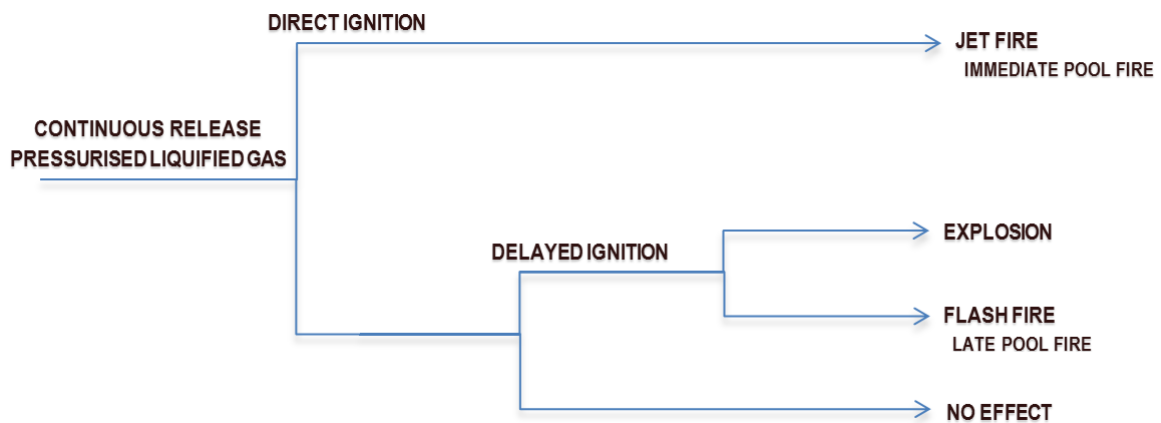 DIRECT IGNITION
JET FIRE
IMMEDIATE POOL FIRE
CONTINUOUS RELEASE
PRESSURISED LIQUIFIED GAS
EXPLOSION
DELAYED IGNITION
FLASH FIRE
LATE POOL FIRE
NO EFFECT